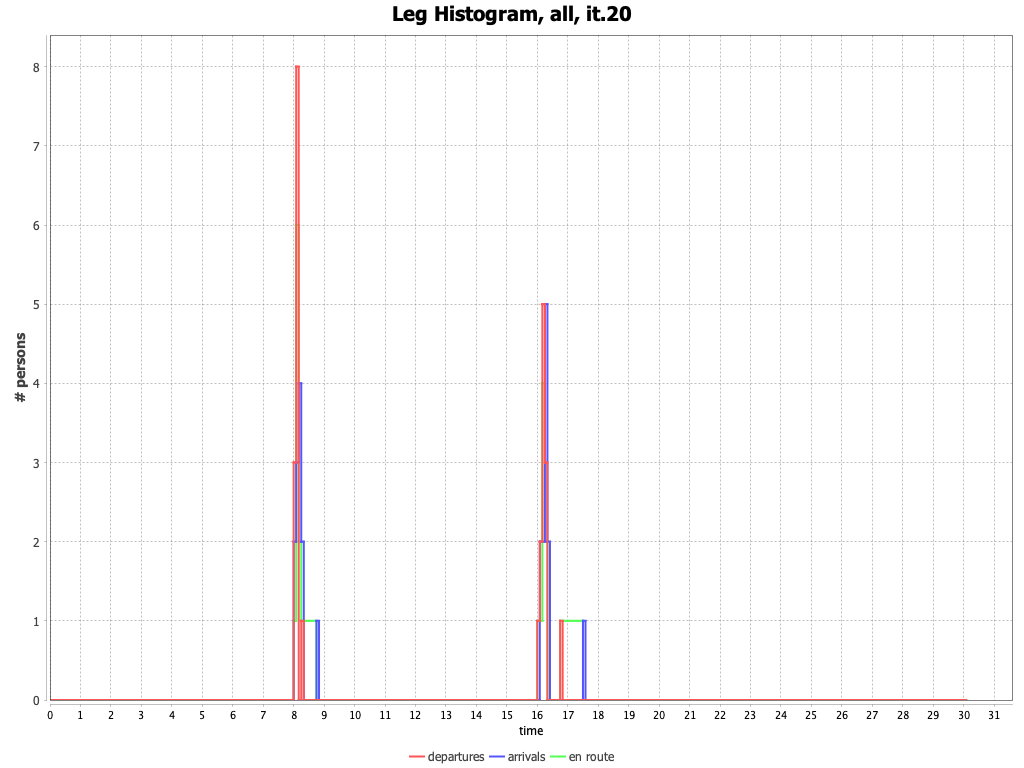 Leg Histogram, all, it.20
8
7
6
5
4
3
2
1
0
# persons
0 1 2 3 4 5 6 7 8 9 10 11 12 13 14 15 16 17 18 19 20 21 22 23 24 25 26 27 28 29 30 31
time
departures arrivals en route